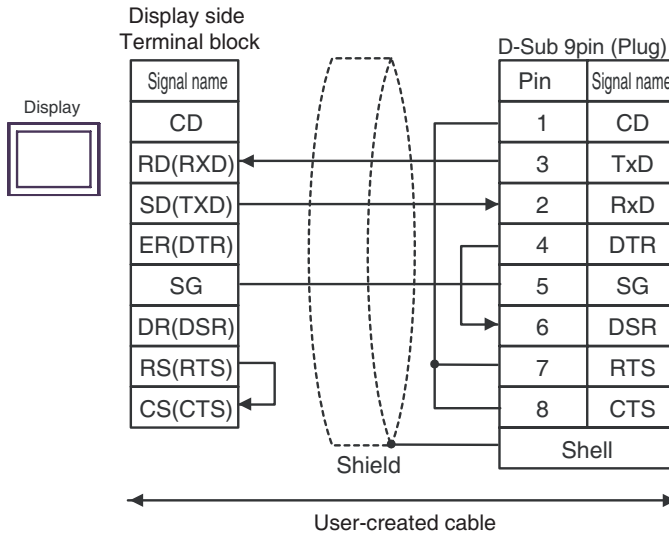 Display side
Terminal block
D-Sub 9pin (Plug)
Display
Signal name
Pin Signal name
CD
1 CD
RD(RXD)
3 TxD
SD(TXD)
2 RxD
ER(DTR)
4 DTR
SG
5 SG
DR(DSR)
6 DSR
RS(RTS)
7 RTS
CS(CTS)
8 CTS
Shell
Shield
User-created cable